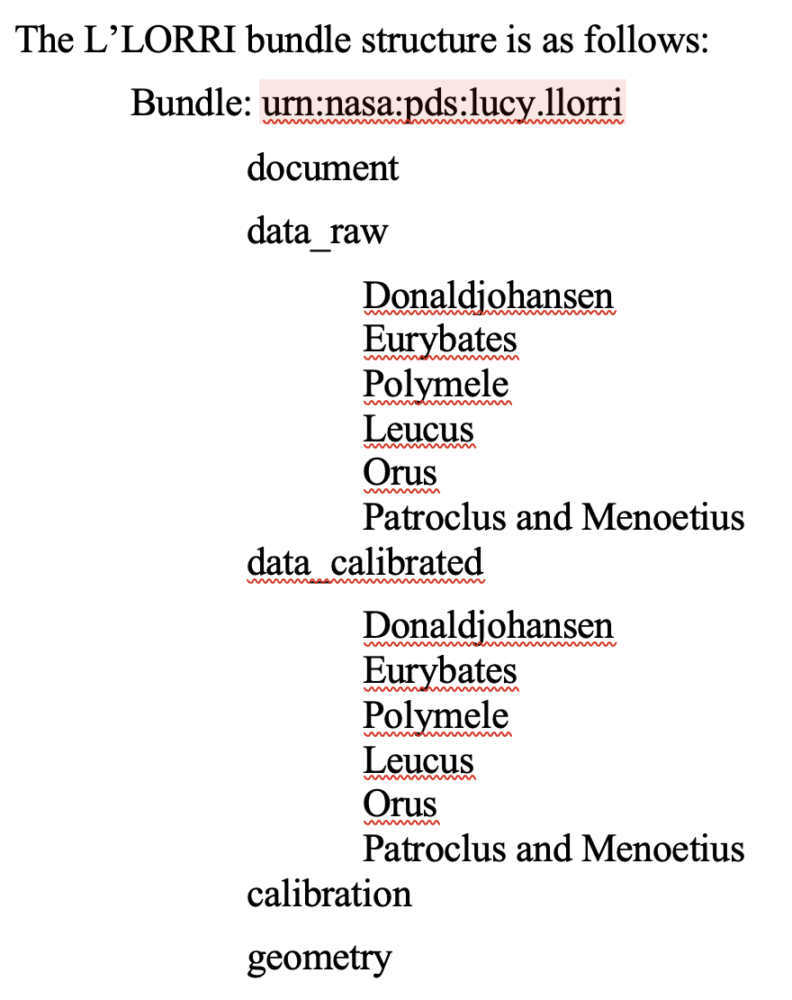 The L’LORRI bundle structure is as follows:
Bundle: urn:nasa:pds:lucy.llorri
document
data_raw
Donaldjohansen
Eurybates
Polymele
Leucus
Orus
Patroclus and Menoetius
data_calibrated
Donaldjohansen
Eurybates
Polymele
Leucus
Orus
Patroclus and Menoetius
calibration
geometry